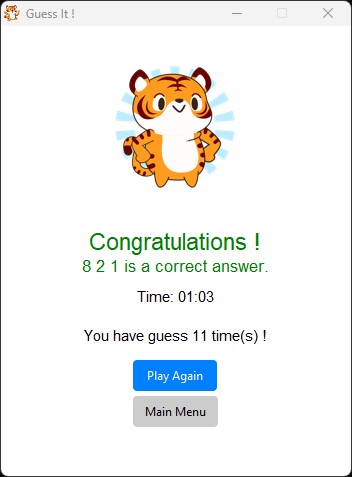 Guess It !
Congratulations !
8 2 1 is a correct answer.
Time: 01:03
You have guess 11 time(s) !
Play Again
Main Menu